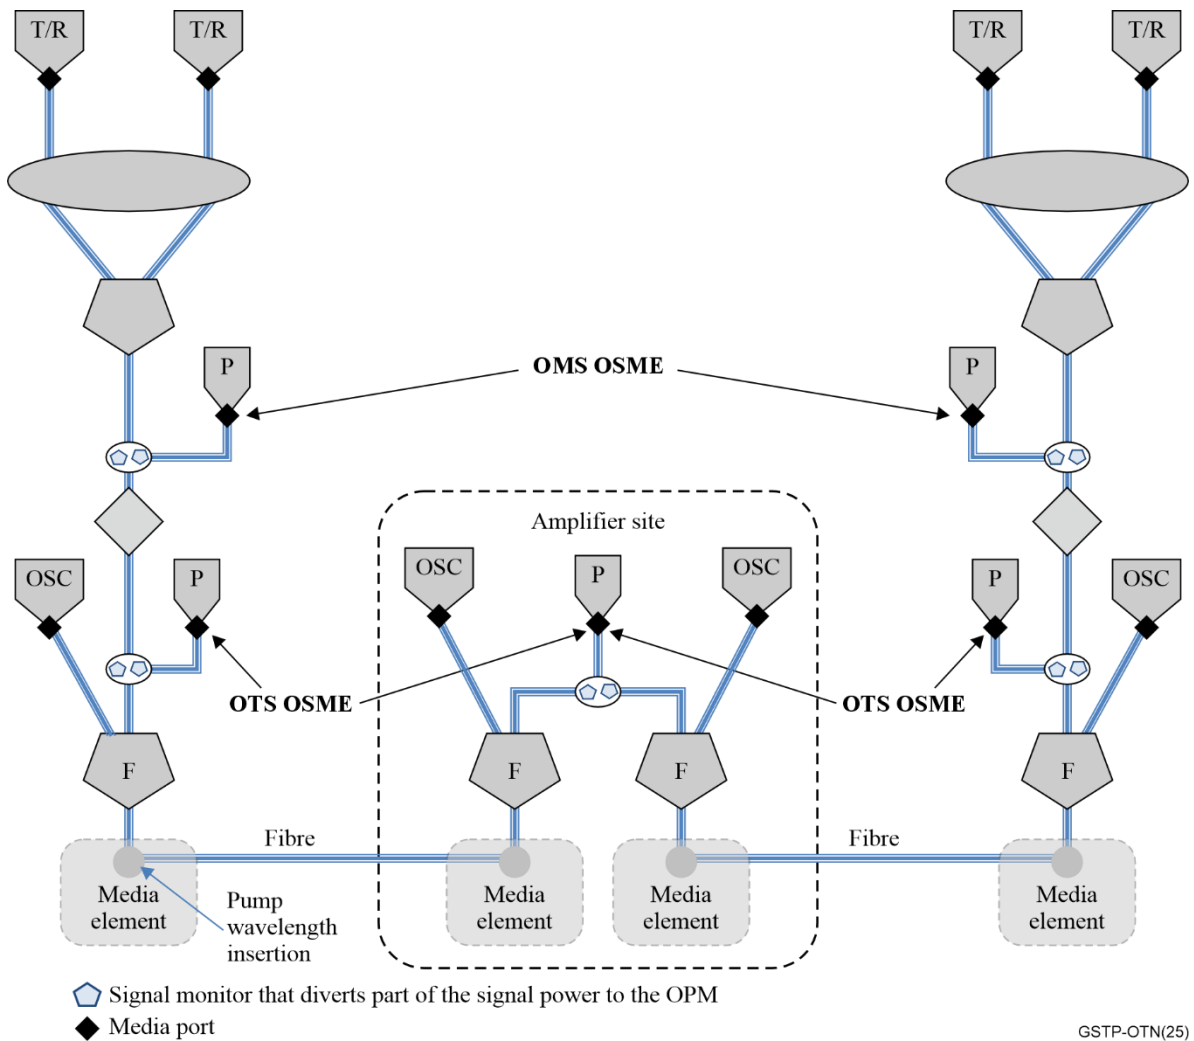 T/R
T/R
T/R
T/R
P
OMS OSME
P
Amplifier site
OSC
P
OSC
P
OSC
P
OSC
OTS OSME
OTS OSME
F
F
F
F
Fibre
Fibre
Media
element
Media
element
Media
element
Media
element
Pump
wavelength
insertion
Signal monitor that diverts part of the signal power to the OPM
Media port
GSTP-OTN(25)